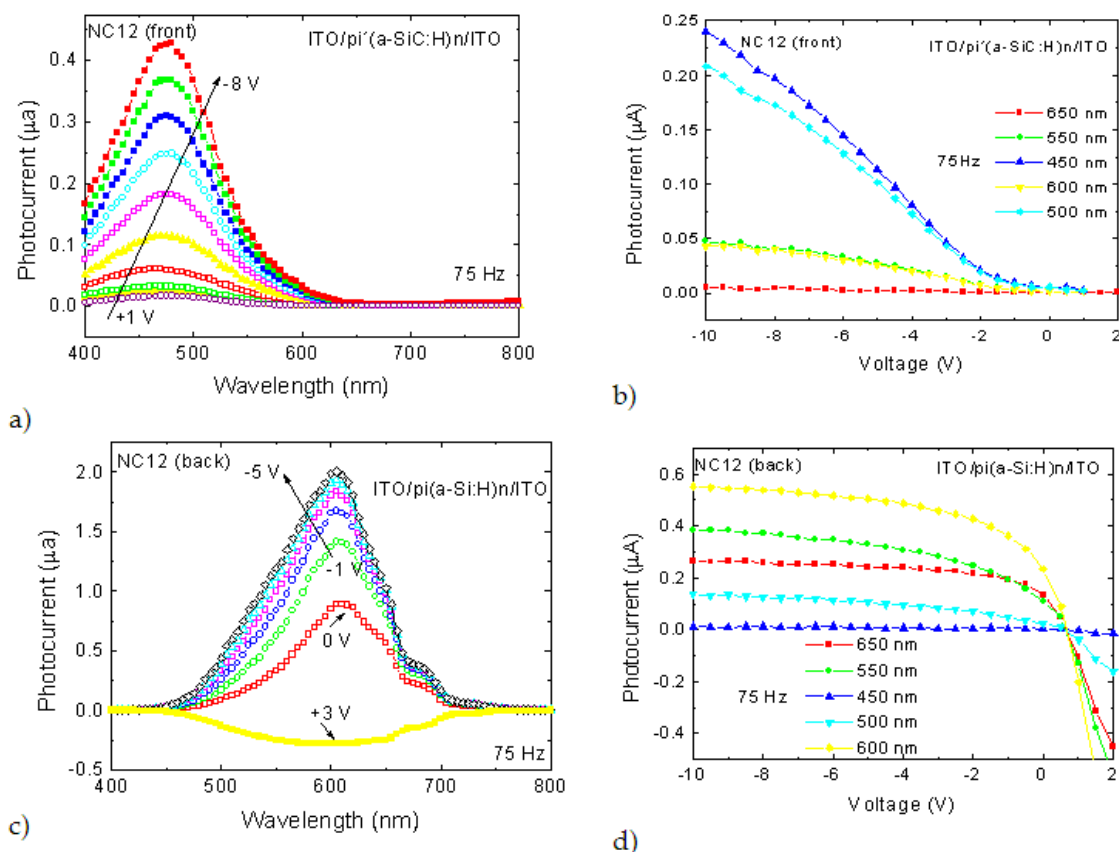 NC12 (front)
ITO/pi´(a-SiC:H)n/ITO
0.4
0.3
0.2
0.1
0.0
Photocurrent (µa)
-8 V
+1 V
75 Hz
400 500 600 700 800
Wavelength (nm)
a)
0.25
0.20
0.15
0.10
0.05
0.00
Photocurrent (µA)
NC12 (front)
ITO/pi´(a-SiC:H)n/ITO
650 nm
550 nm
75Hz
450 nm
600 nm
500 nm
-10 -8 -6 -4 -2 0 2
Voltage (V)
b)
NC12 (back)
-5 V
ITO/pi(a-Si:H)n/ITO
2.0
1.5
1.0
0.5
0.0
-0.5
Photocurrent (µa)
-1 V
0 V
+3 V
75 Hz
400 500 600 700 800
Wavelength (nm)
c)
NC12 (back)
ITO/pi(a-Si:H)n/ITO
0.6
0.4
0.2
0.0
-0.2
-0.4
Photocurrent (µA)
650 nm
550 nm
75 Hz
450 nm
500 nm
600 nm
-10 -8 -6 -4 -2 0 2
Voltage (V)
d)